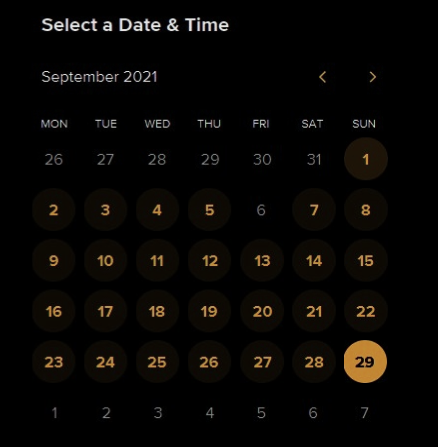 Select a Date & Time
September 2021
MON TUE WED THU FRI SAT SUN
26 27 28 29 30 31 1
2 3 4 5 6 7 8
9 10 11 12 13 14 15
16 17 18 19 20 21 22
23 24 25 26 27 28 29
1 2 3 4 5 6 7